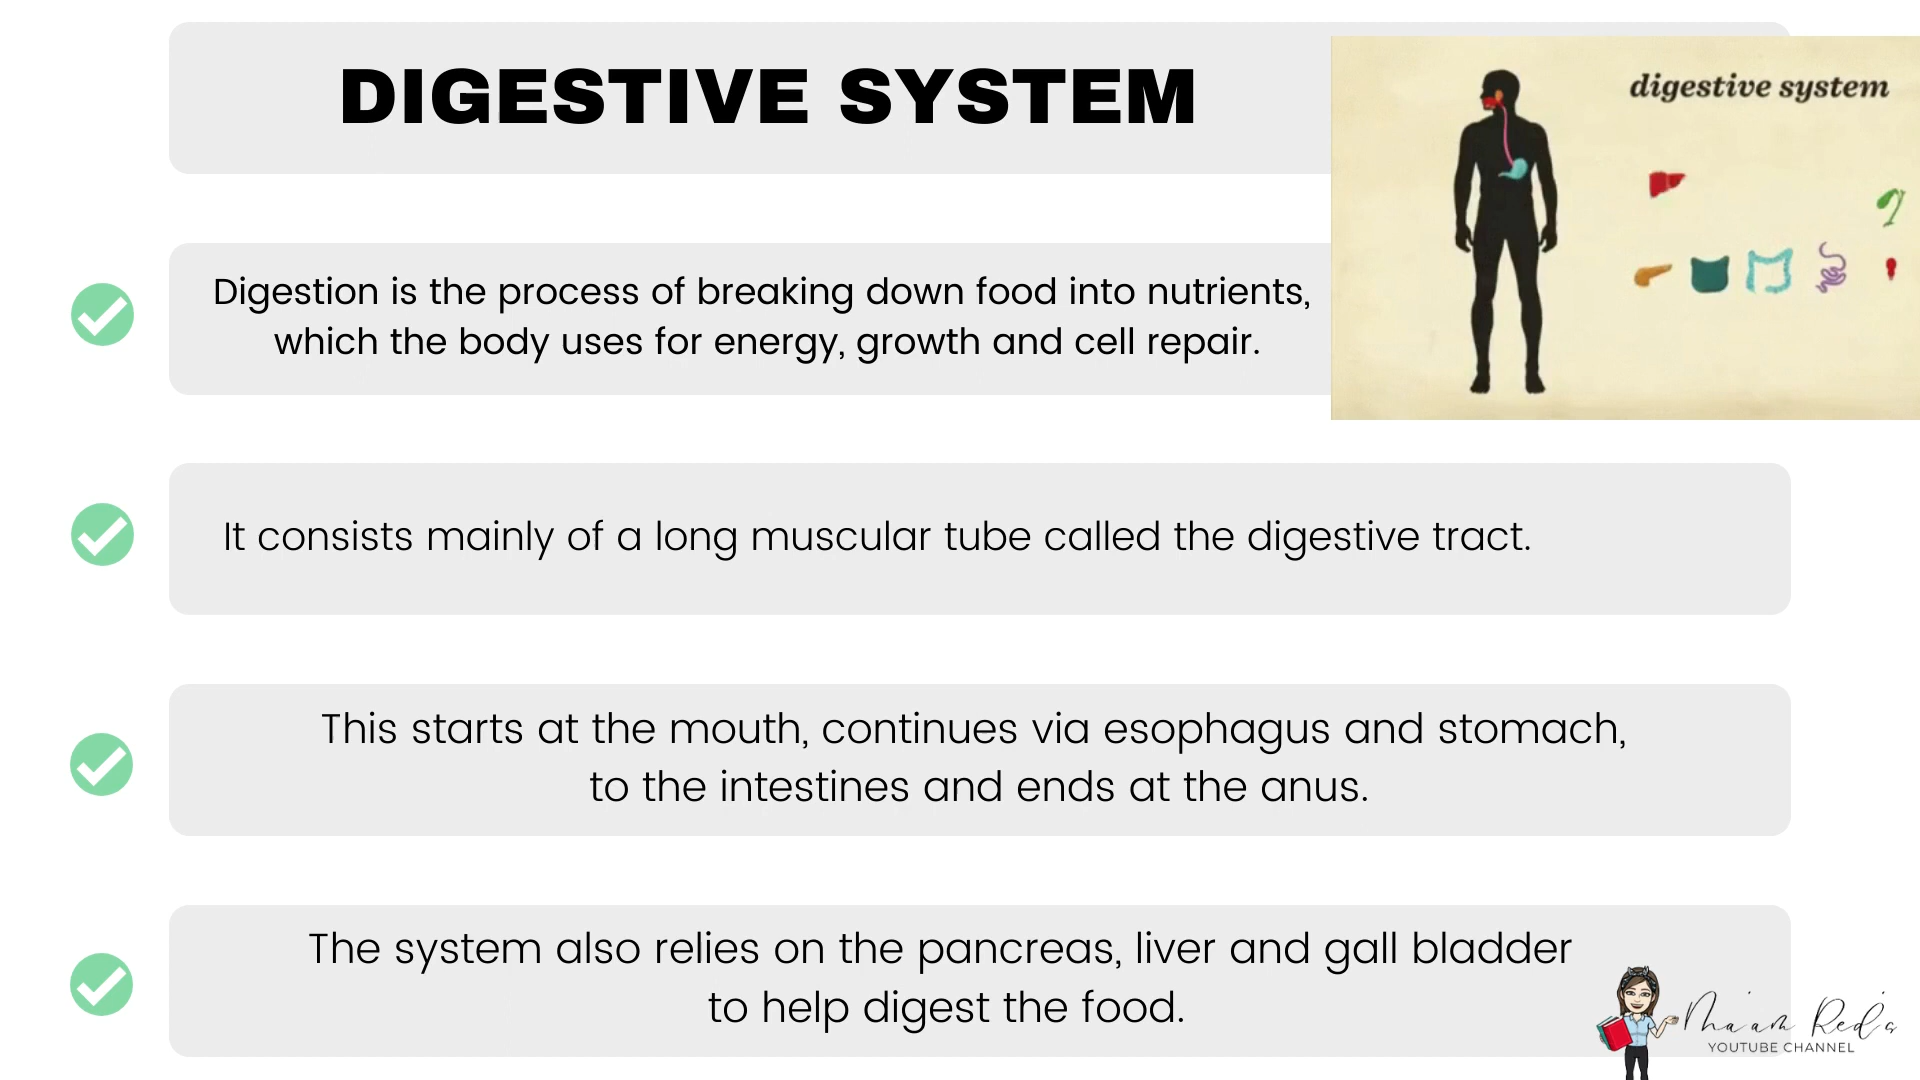 DIGESTIVE SYSTEM
digestive system
Digestion is the process of breaking down food into nutrients,
which the body uses for energy, growth and cell repair.
It consists mainly of a long muscular tube called the digestive tract.
This starts at the mouth, continues via esophagus and stomach,
to the intestines and ends at the anus.
The system also relies on the pancreas, liver and gall bladder
to help digest the food.
Ma'am Red's
YOUTUBE CHANNEL